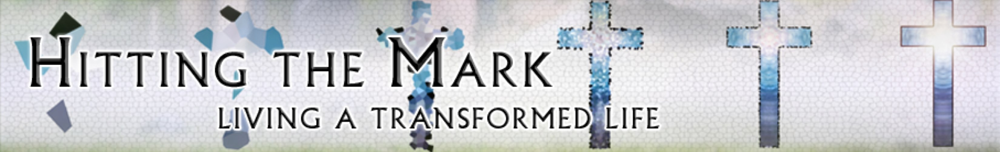 Hitting the Mark
living a transformed life